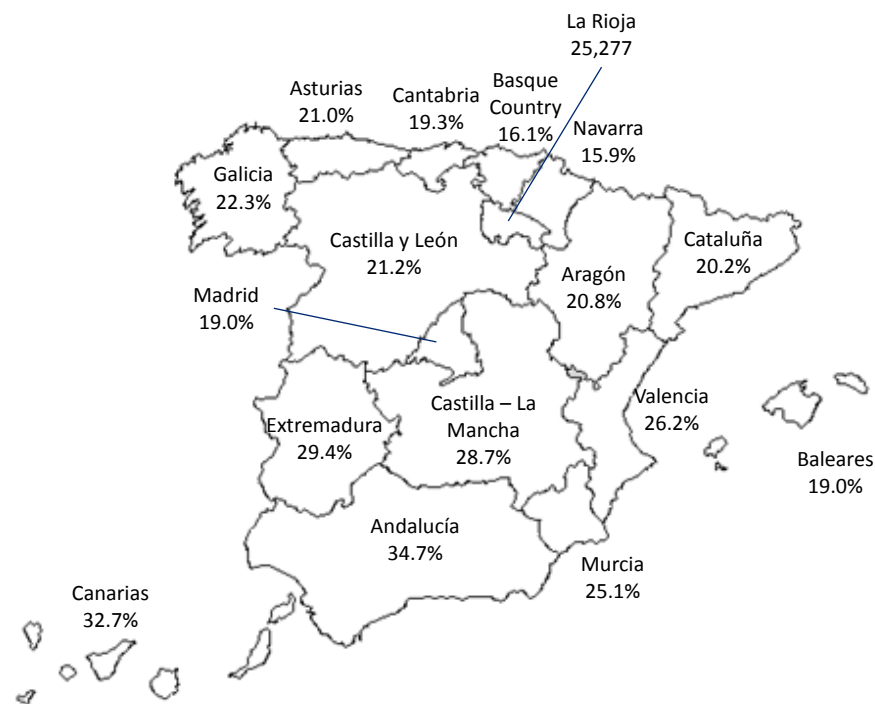 La Rioja
25,277
Asturias
21.0%
Cantabria
19.3%
Basque
Country
16.1%
Navarra
15.9%
Galicia
22.3%
Castilla y León
21.2%
Cataluña
20.2%
Aragón
20.8%
Madrid
19.0%
Extremadura
29.4%
Castilla – La
Mancha
28.7%
Valencia
26.2%
Baleares
19.0%
Andalucía
34.7%
Murcia
25.1%
Canarias
32.7%